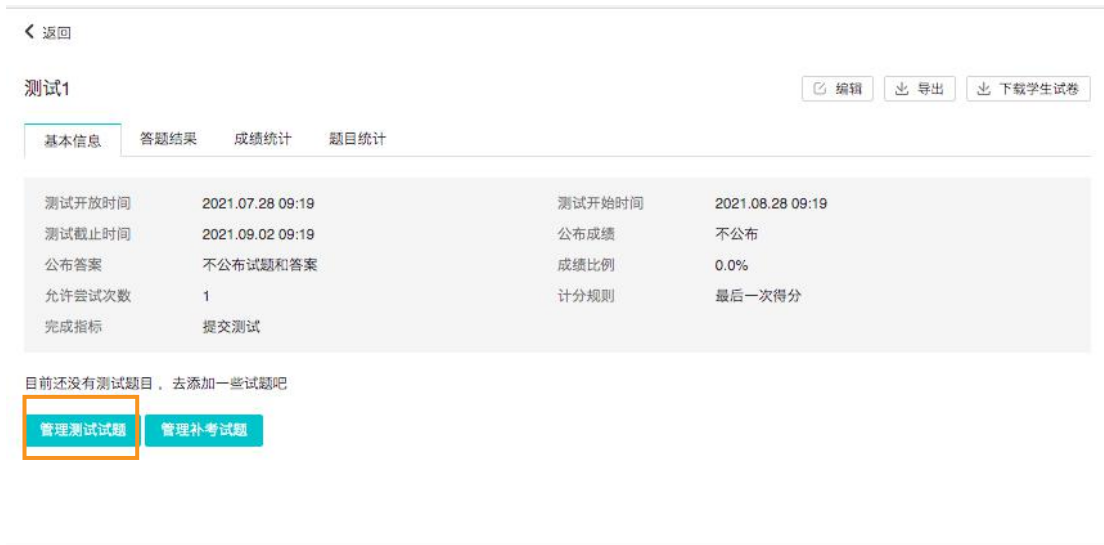 返回
测试1 编辑 导出 下载学生试卷
基本信息 答题结果 成绩统计 题目统计
测试开放时间 2021.07.28 09:19 测试开始时间 2021.08.28 09:19
测试截止时间 2021.09.02 09:19 公布成绩 不公布
公布答案 不公布试题和答案 成绩比例 0.0%
允许尝试次数 1 计分规则 最后一次得分
完成指标 提交测试
目前还没有测试题目，去添加一些试题吧
管理测试试题 管理补考试题